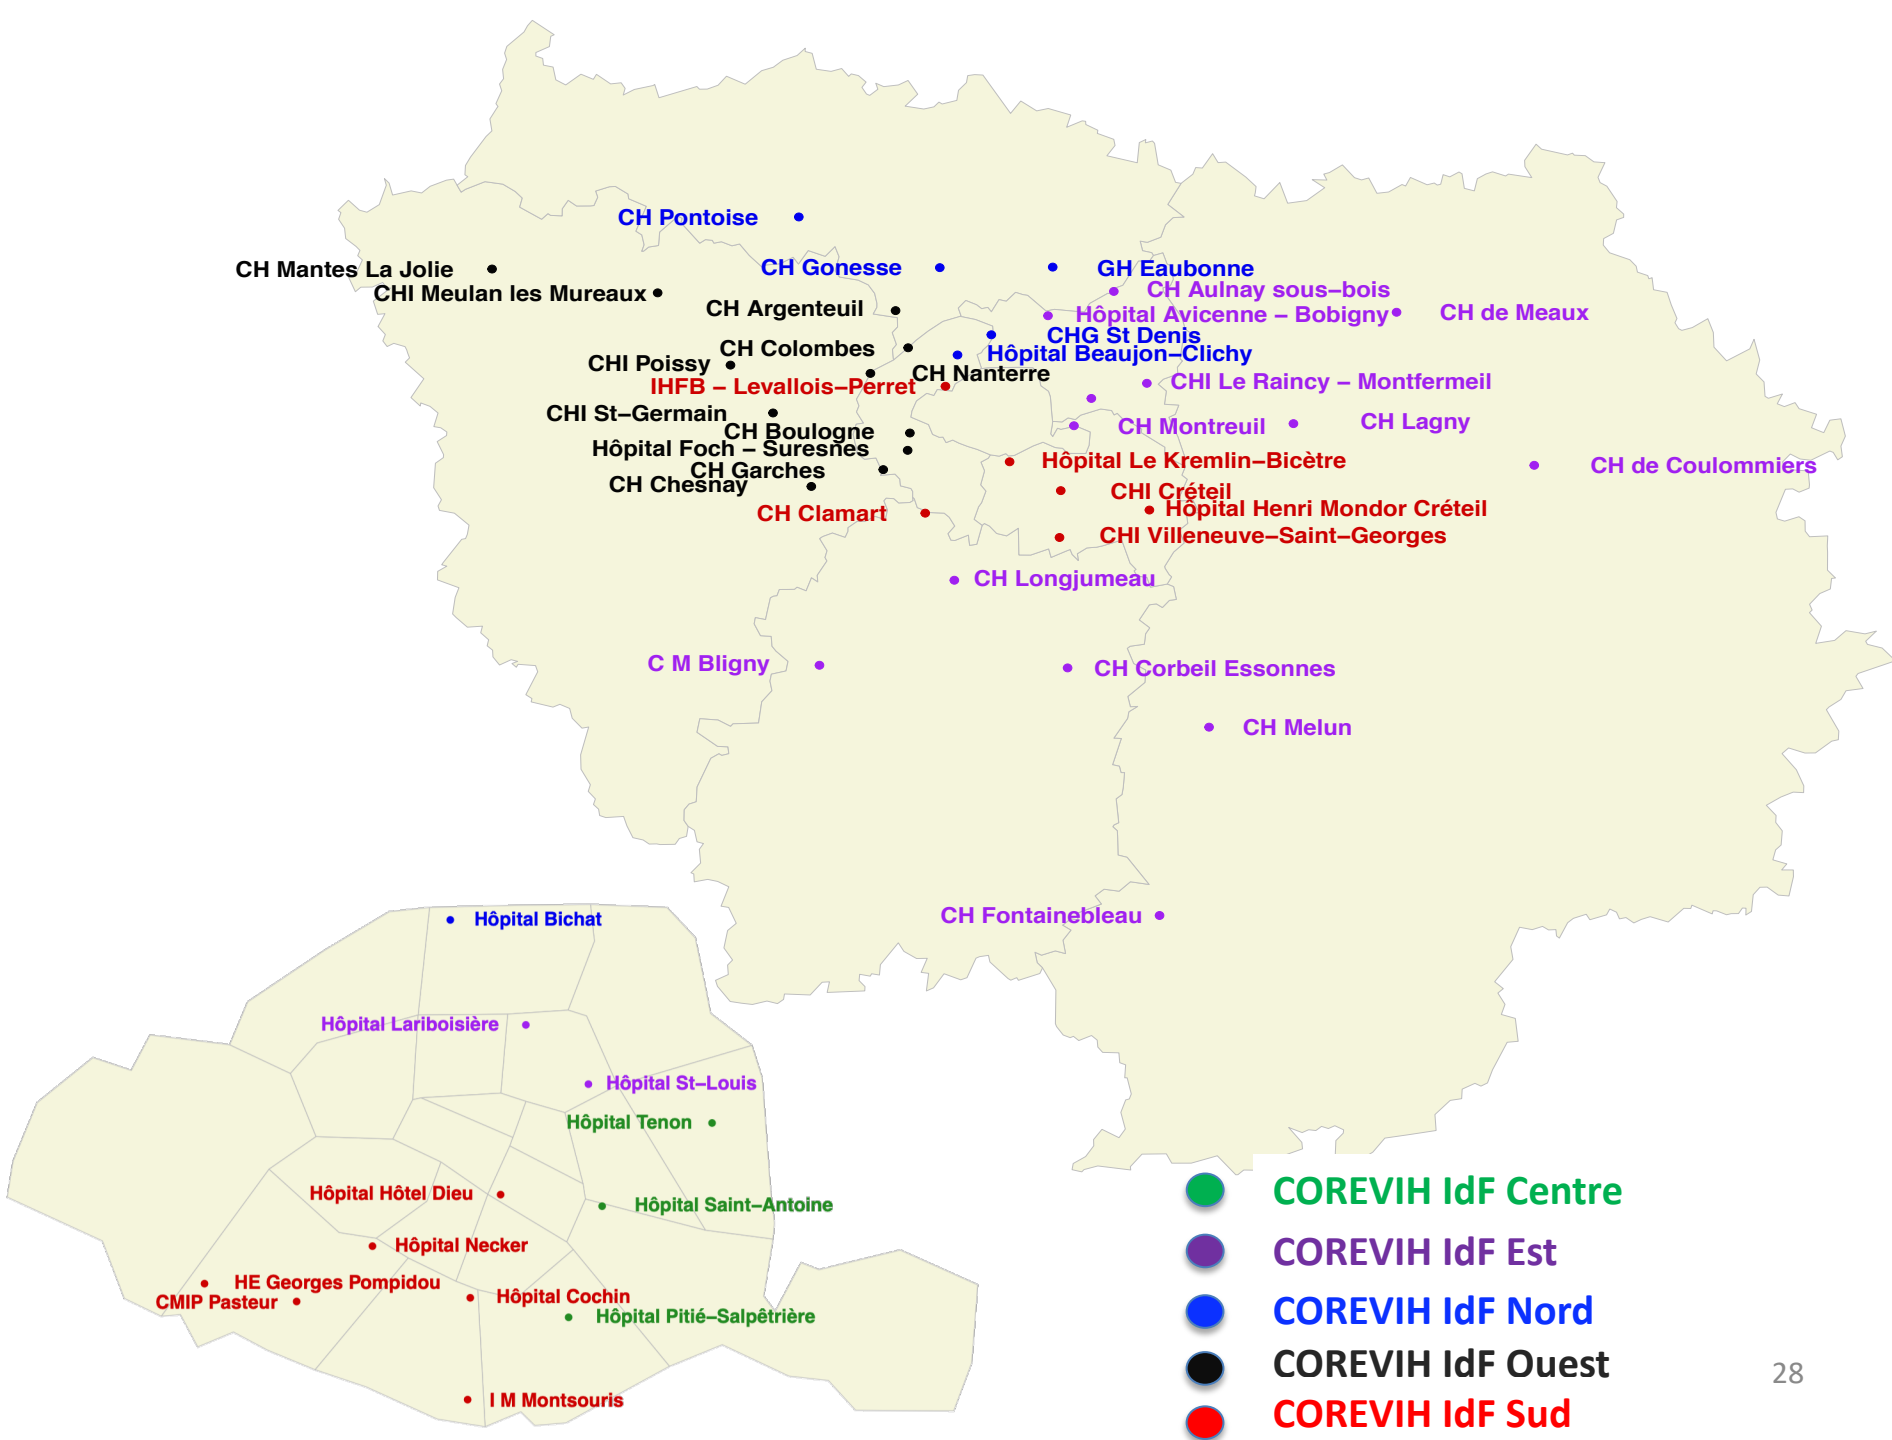 CH Pontoise
CH Mantes La Jolie
CH Gonesse
GH Eaubonne
CHI Meulan les Mureaux
CH Aulnay sous–bois
CH Argenteuil
Hôpital Avicenne – Bobigny
CH de Meaux
CHG St Denis
CH Colombes
Hôpital Beaujon–Clichy
CHI Poissy
CH Nanterre
IHFB – Levallois–Perret
CHI Le Raincy – Montfermeil
CHI St–Germain
CH Lagny
CH Montreuil
CH Boulogne
Hôpital Foch – Suresnes
Hôpital Le Kremlin–Bicètre
CH de Coulommiers
CH Garches
CH Chesnay
CHI Créteil
Hôpital Henri Mondor Créteil
CH Clamart
CHI Villeneuve–Saint–Georges
CH Longjumeau
C M Bligny
CH Corbeil Essonnes
CH Melun
CH Fontainebleau
Hôpital Bichat
Hôpital Lariboisière
Hôpital St–Louis
Hôpital Tenon
Hôpital Hôtel Dieu
Hôpital Saint–Antoine
Hôpital Necker
HE Georges Pompidou
CMIP Pasteur
Hôpital Cochin
Hôpital Pitié–Salpêtrière
I M Montsouris
COREVIH IdF Centre
COREVIH IdF Est
COREVIH IdF Nord
COREVIH IdF Ouest
COREVIH IdF Sud
28